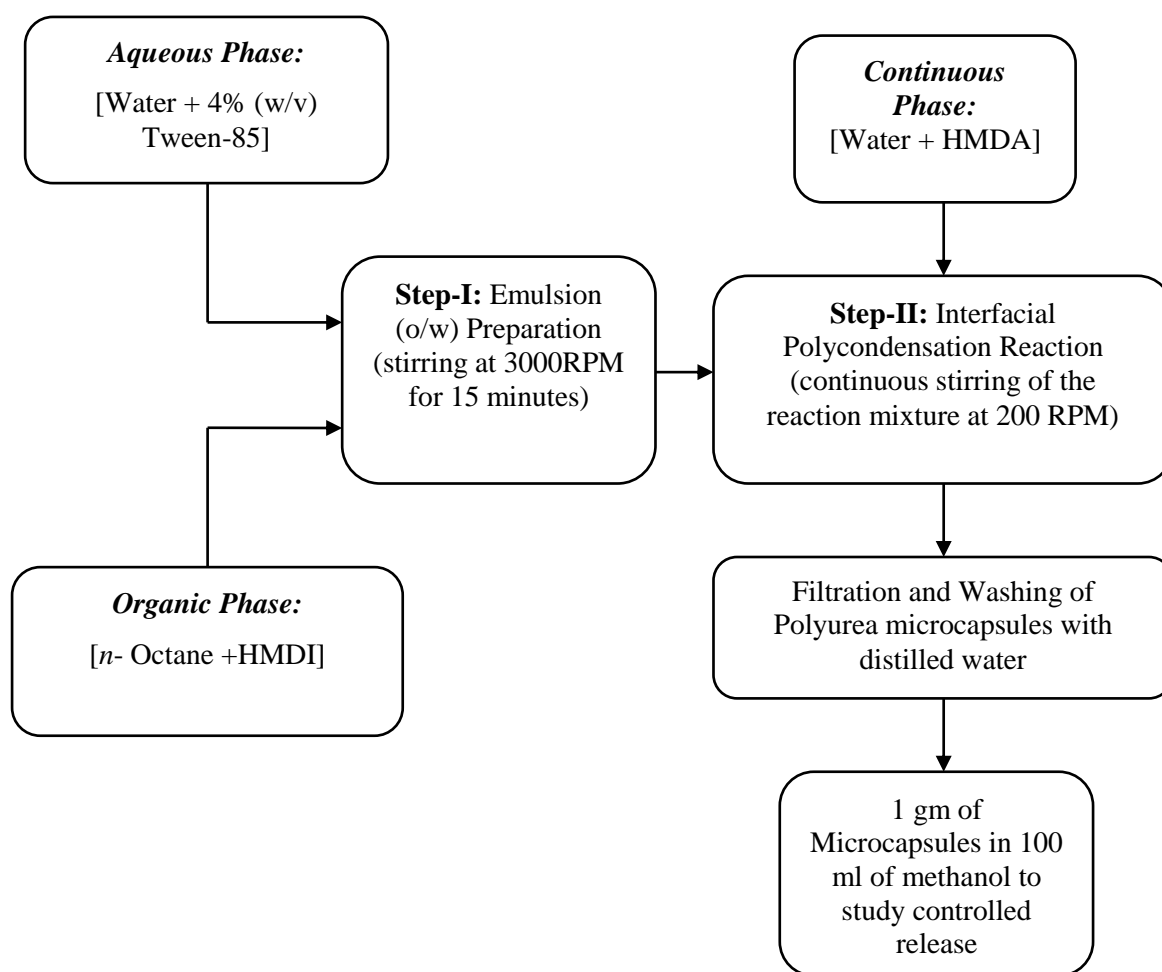 Aqueous Phase:
[Water + 4% (w/v)
Tween-85]
Continuous
Phase:
[Water + HMDA]
Step-I: Emulsion
(o/w) Preparation
(stirring at 3000RPM
for 15 minutes)
Step-II: Interfacial
Polycondensation Reaction
(continuous stirring of the
reaction mixture at 200 RPM)
Organic Phase:
[n- Octane +HMDI]
Filtration and Washing of
Polyurea microcapsules with
distilled water
1 gm of
Microcapsules in 100
ml of methanol to
study controlled
release